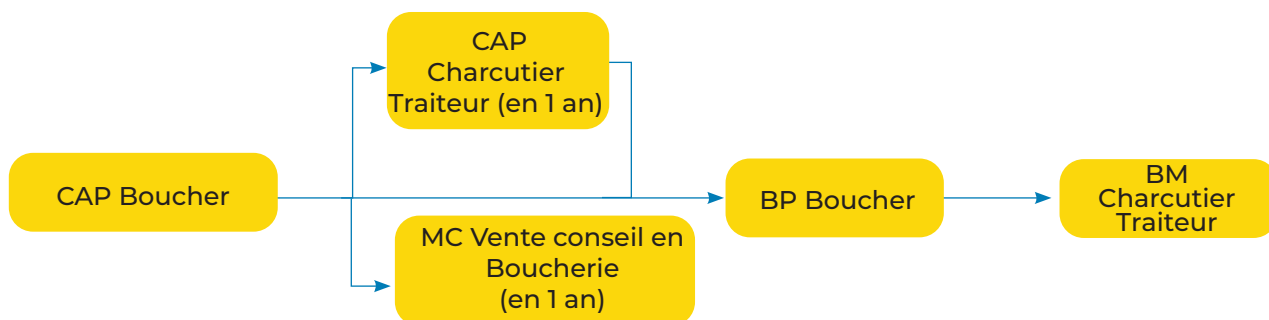 CAP
Charcutier
Traiteur (en 1 an)
CAP Boucher
MC Vente conseil en
Boucherie
(en 1 an)
BP Boucher
BM
Charcutier
Traiteur